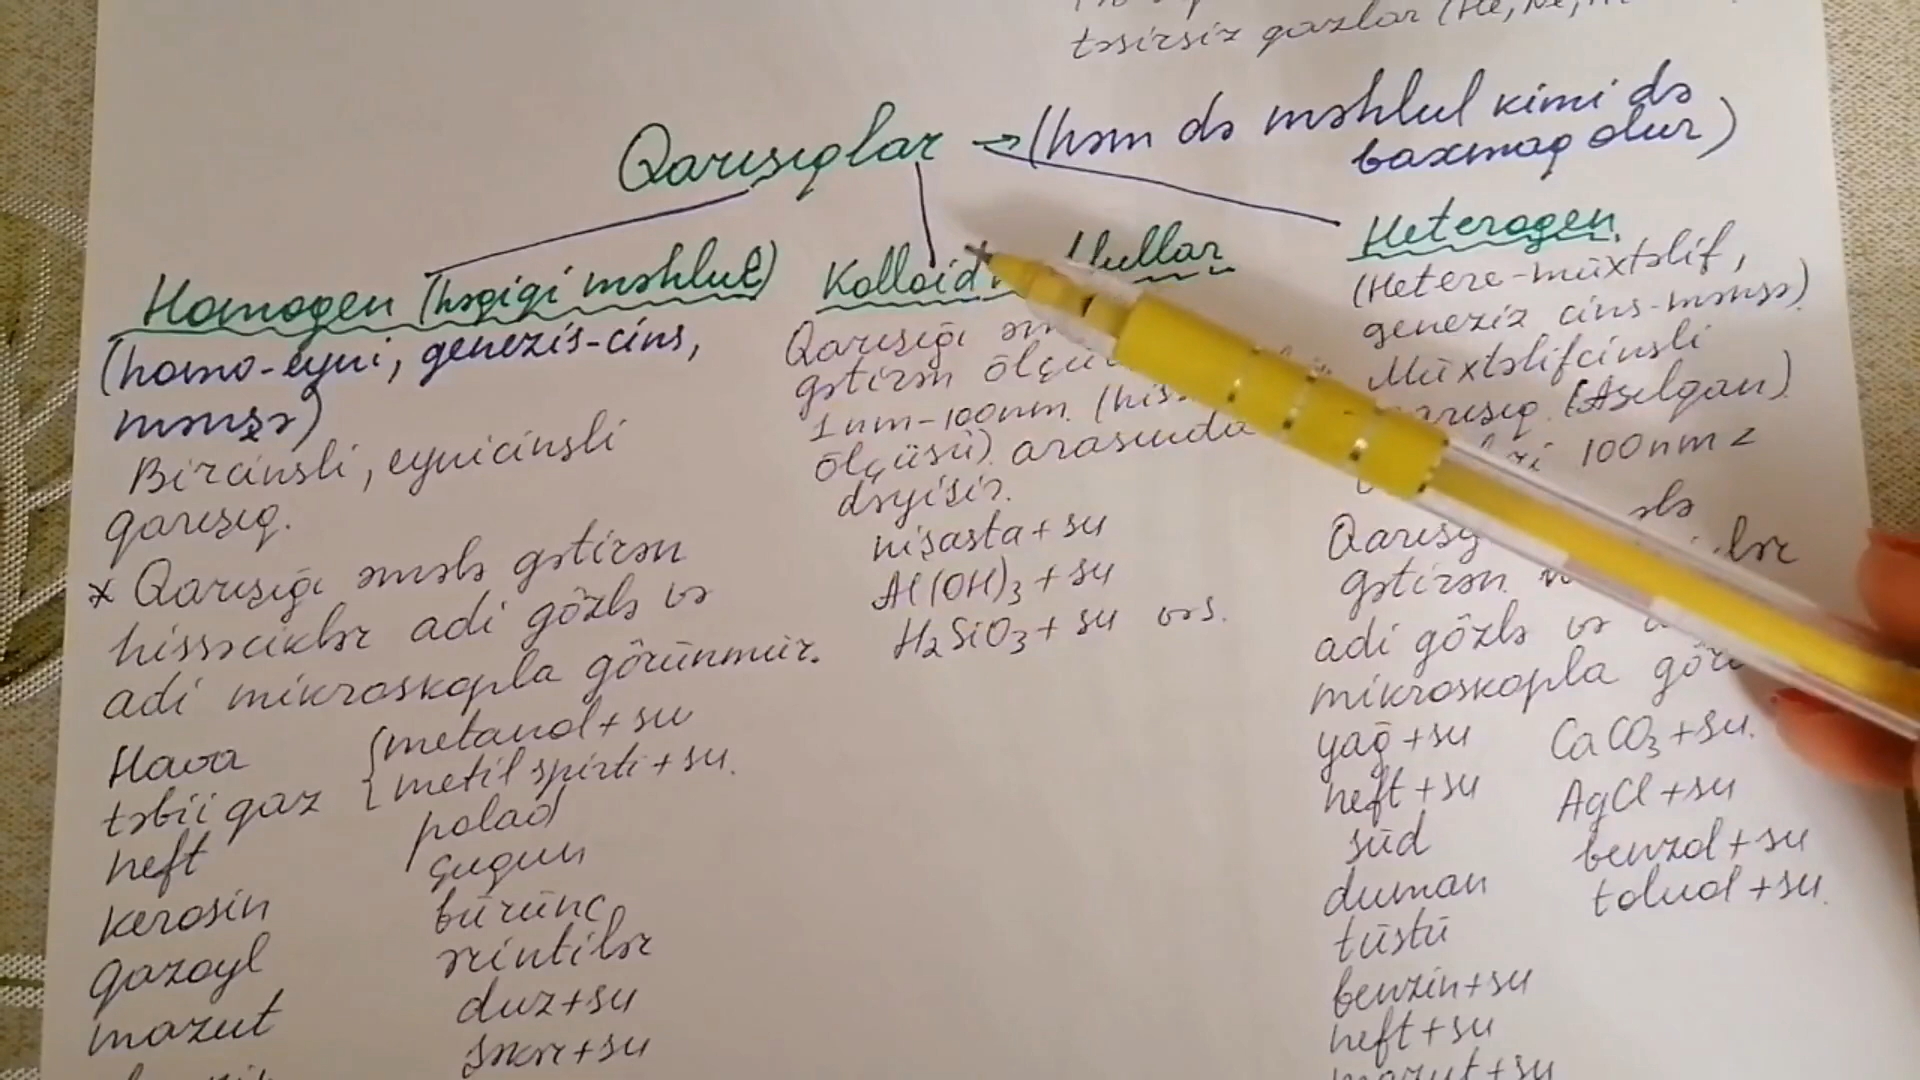 təsirsiz qazlar (He, Ne,
Qarışıqlar → (həm də məhlul kimi də
baxmaq olur)
Homogen (həqiqi məhlul)
(homo-eyni, genezis-cins,
mənşə)
Bircinsli, eynicinsli
qarışıq.
* Qarışığı əmələ gətirən
hissəciklər adi gözlə və
adi mikroskopla görünmür.
Hava
təbii qaz
neft
kerosin
qazoyl
mazut
metanol + su
metil spirti + su.
polad
çuqun
bürünc
ərintilər
duz + su
şəkər + su
Kolloid
Qarışığı
gətirən
1nm-100nm.
ölçüsü) arasında
dəyişir.
nişasta + su
Al(OH)3 + su
H2SiO3 + su və s.
Heterogen
(Hetere-müxtəlif,
geneziz cins-mənşə)
Müxtəlifcinsli
(Aşılqan)
100nm
gətirən
adi gözlə və
mikroskopla
yağ + su
neft + su
süd
duman
tüstü
benzin + su
neft + su
mazut + su
CaCO3 + su.
AgCl + su
benzol + su
toluol + su.